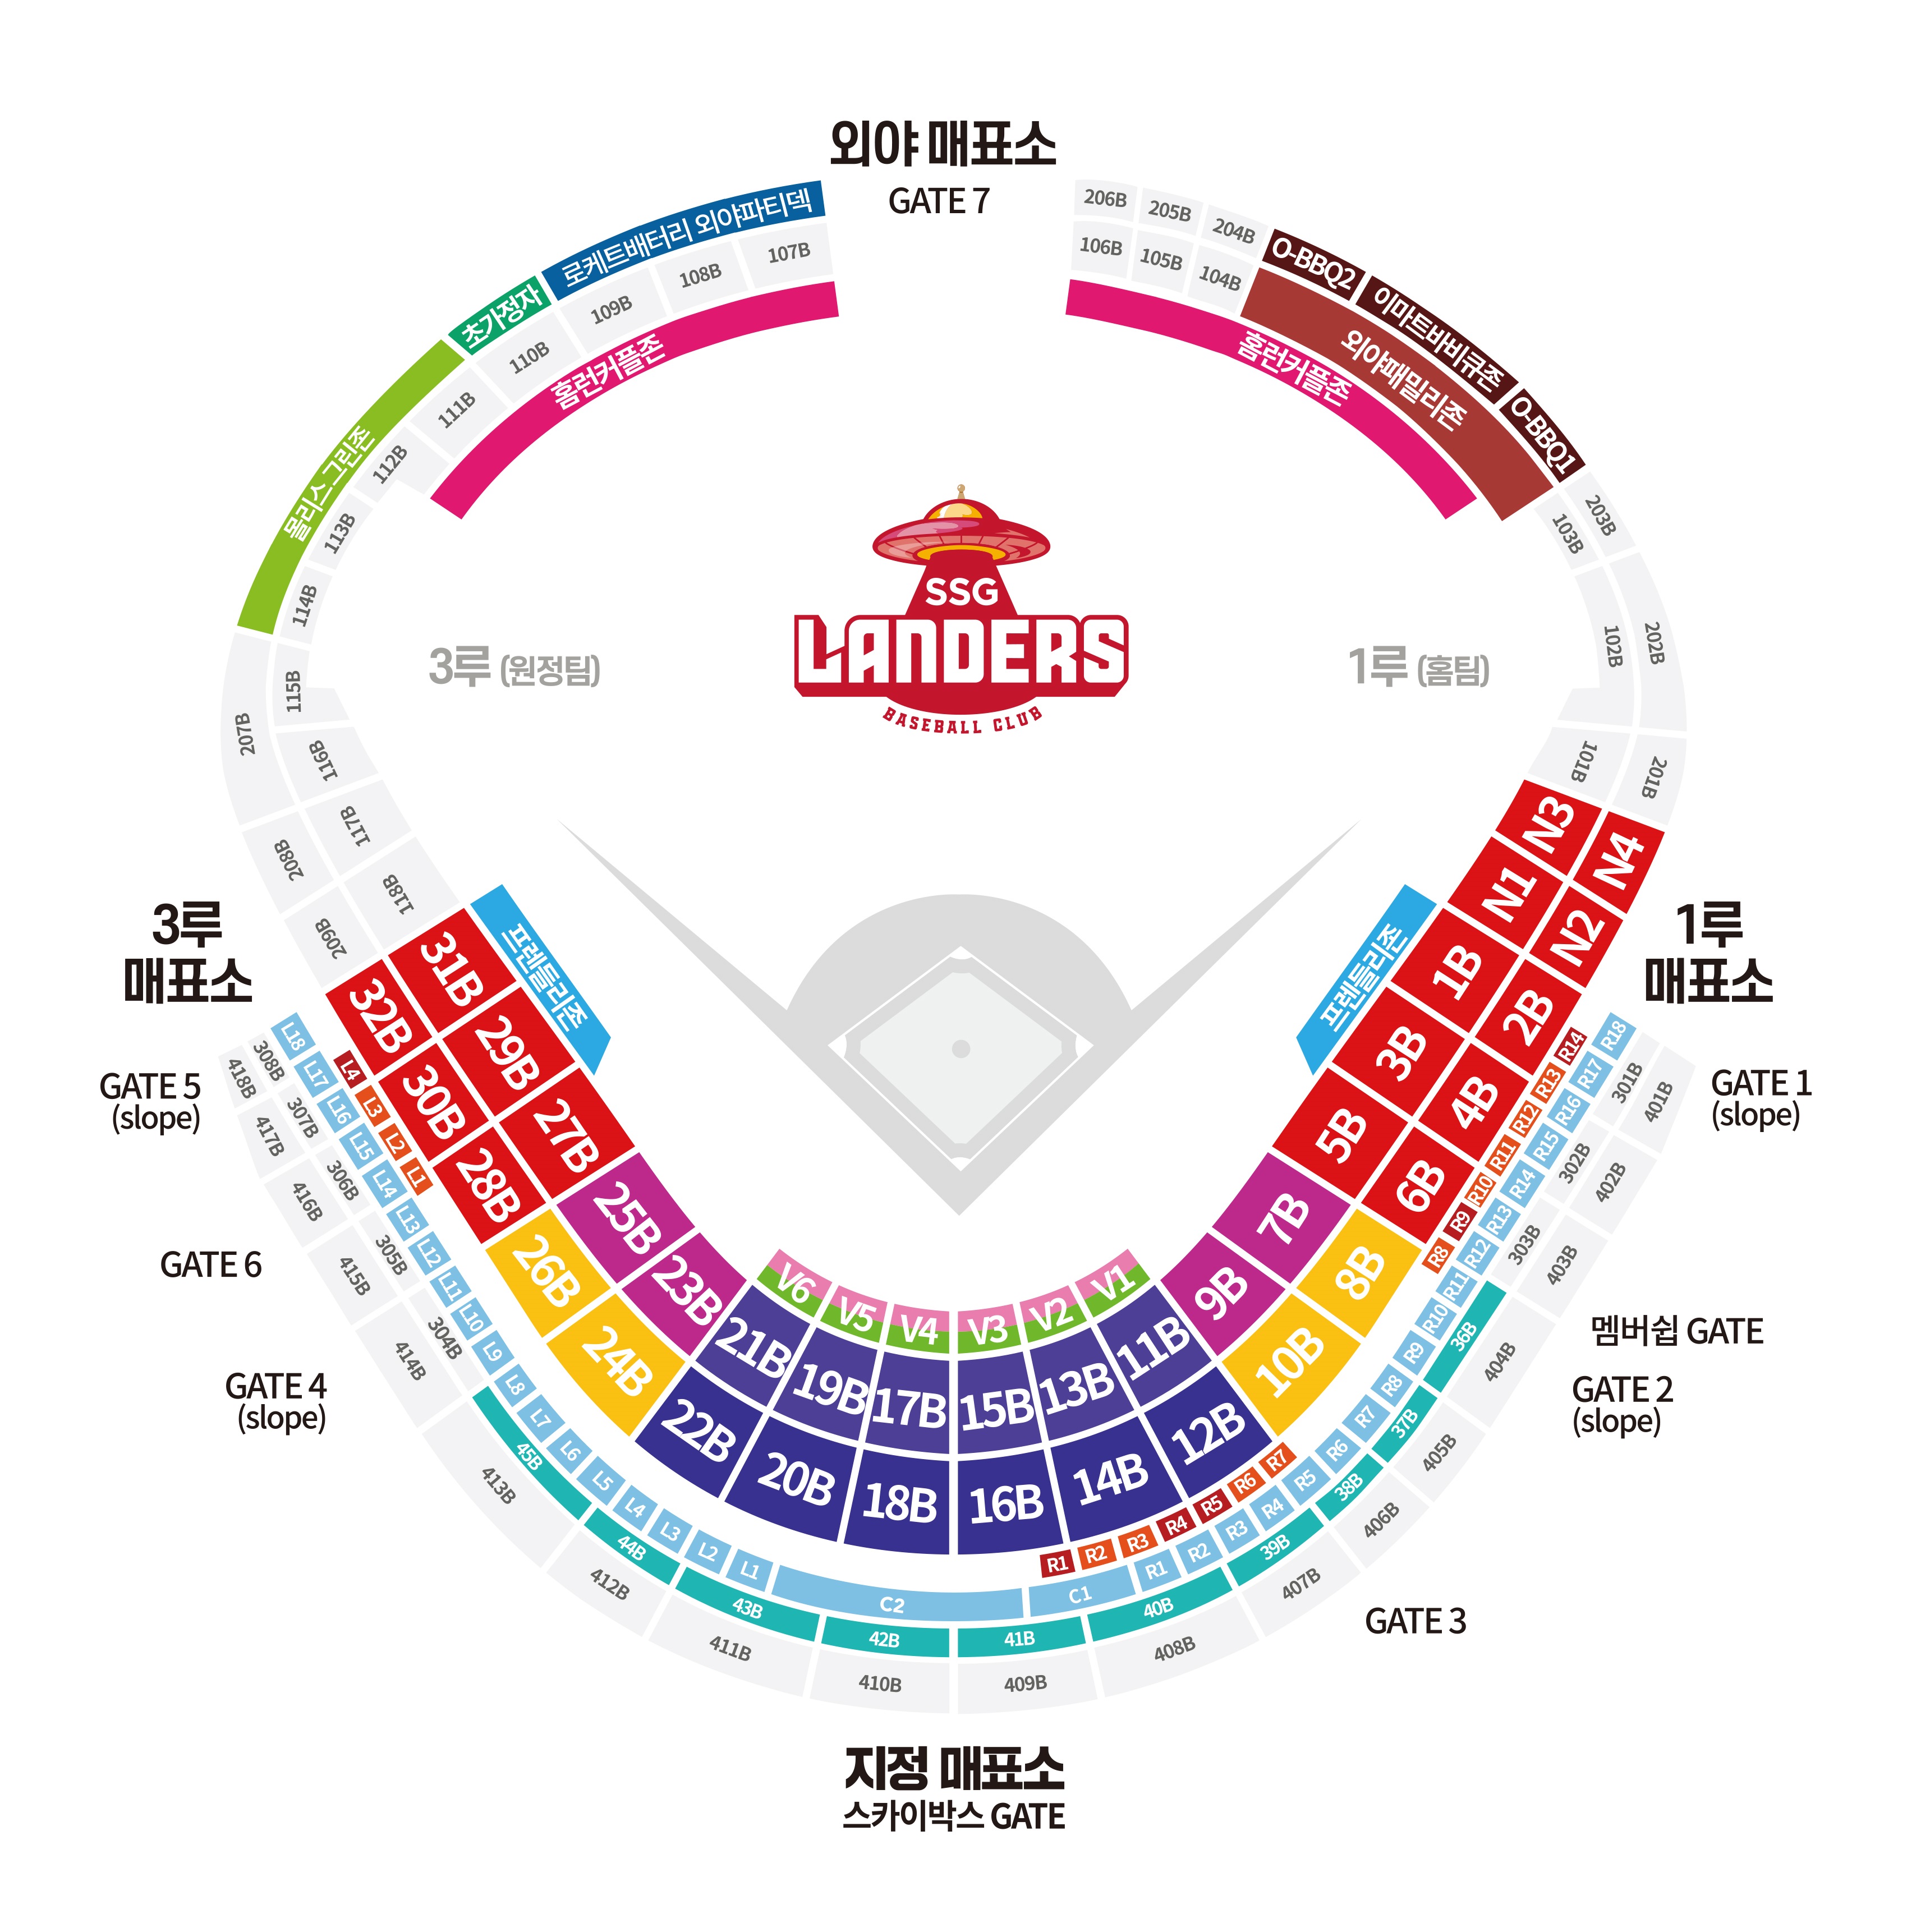 외야 매표소
GATE 7
로케트배터리 외야파티덱
초가정자
몰리스 그린존
107B
108B
109B
110B
111B
112B
113B
114B
115B
116B
117B
118B
207B
208B
209B
홈런커플존
206B
205B
204B
106B
105B
104B
O-BBQ2
이마트바비큐존
O-BBQ1
외야패밀리존
홈런커플존
203B
103B
202B
102B
201B
101B
SSG
LANDERS
BASEBALL CLUB
3루 (원정팀)
1루 (홈팀)
3루
매표소
1루
매표소
프렌들리존
프렌들리존
N3
N4
N1
N2
1B
2B
3B
4B
5B
6B
7B
8B
9B
10B
11B
12B
13B
14B
15B
16B
17B
18B
19B
20B
21B
22B
23B
24B
25B
26B
27B
28B
29B
30B
31B
32B
V6
V5
V4
V3
V2
V1
L4
L3
L2
L1
L18
L17
L16
L15
L14
L13
L12
L11
L10
L9
L8
L7
L6
L5
L4
L3
L2
L1
C2
C1
R1
R2
R3
R4
R5
R6
R7
R8
R9
R10
R11
R12
R13
R14
R15
R16
R17
R18
R1
R2
R3
R4
R5
R6
R7
R8
R9
R10
R11
R12
R13
R14
36B
37B
38B
39B
40B
41B
42B
43B
44B
45B
301B
302B
303B
304B
305B
306B
307B
308B
401B
402B
403B
404B
405B
406B
407B
408B
409B
410B
411B
412B
413B
414B
415B
416B
417B
418B
GATE 5
(slope)
GATE 6
GATE 4
(slope)
GATE 1
(slope)
멤버쉽 GATE
GATE 2
(slope)
GATE 3
지정 매표소
스카이박스 GATE